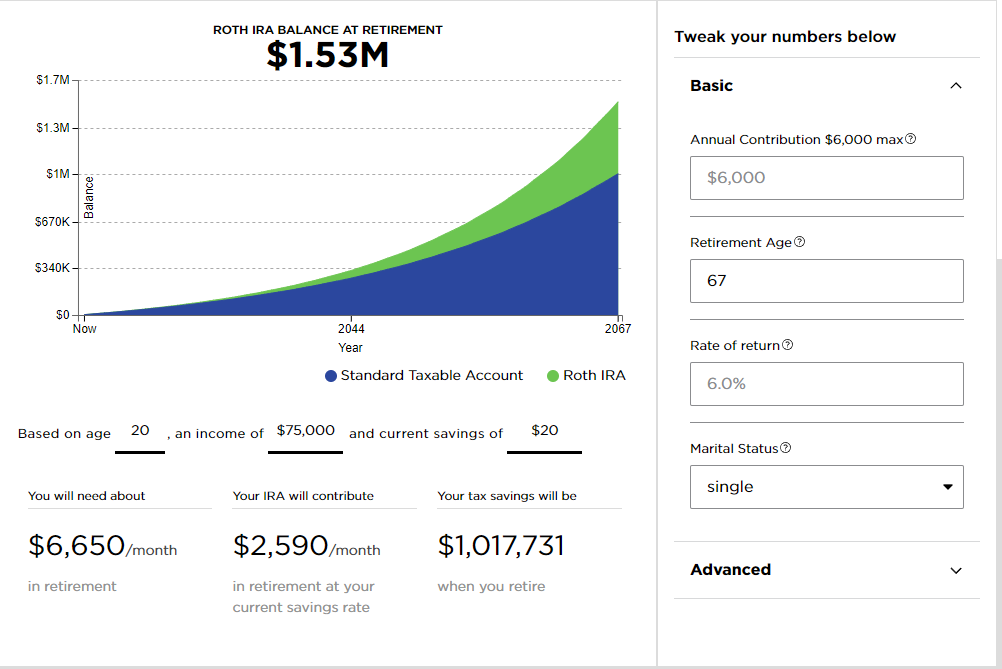 ROTH IRA BALANCE AT RETIREMENT
$1.53M
$1.7M
$1.3M
$1M
$670K
$340K
$0
Balance
Now
2044
2067
Year
Standard Taxable Account
Roth IRA
Based on age 20 , an income of $75,000 and current savings of $20
You will need about
$6,650/month
in retirement
Your IRA will contribute
$2,590/month
in retirement at your
current savings rate
Your tax savings will be
$1,017,731
when you retire
Tweak your numbers below
Basic
Annual Contribution $6,000 max?
$6,000
Retirement Age?
67
Rate of return?
6.0%
Marital Status?
single
Advanced